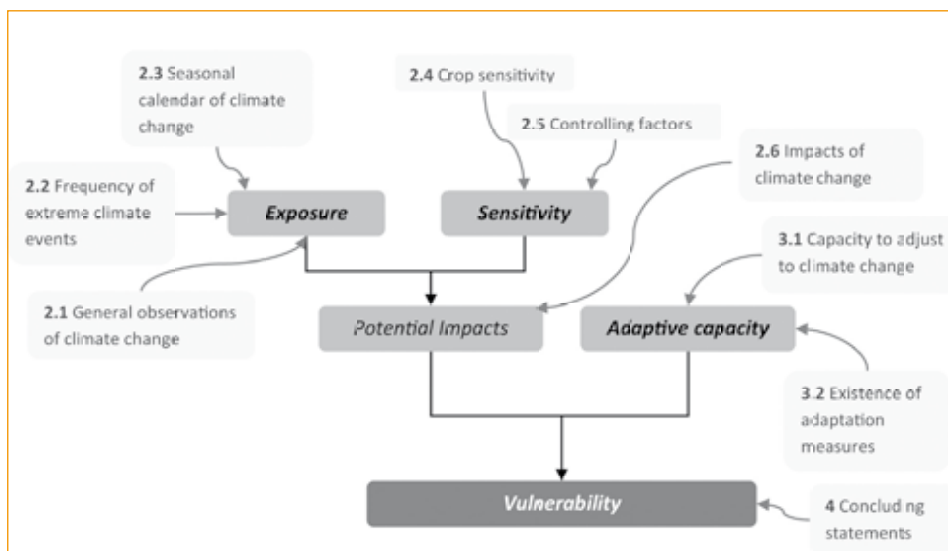 2.3 Seasonal
calendar of climate
change
2.4 Crop sensitivity
2.5 Controlling factors
2.6 Impacts of
climate change
2.2 Frequency of
extreme climate
events
Exposure
Sensitivity
3.1 Capacity to adjust
to climate change
2.1 General observations
of climate change
Potential Impacts
Adaptive capacity
3.2 Existence of
adaptation
measures
Vulnerability
4 Concluding
statements